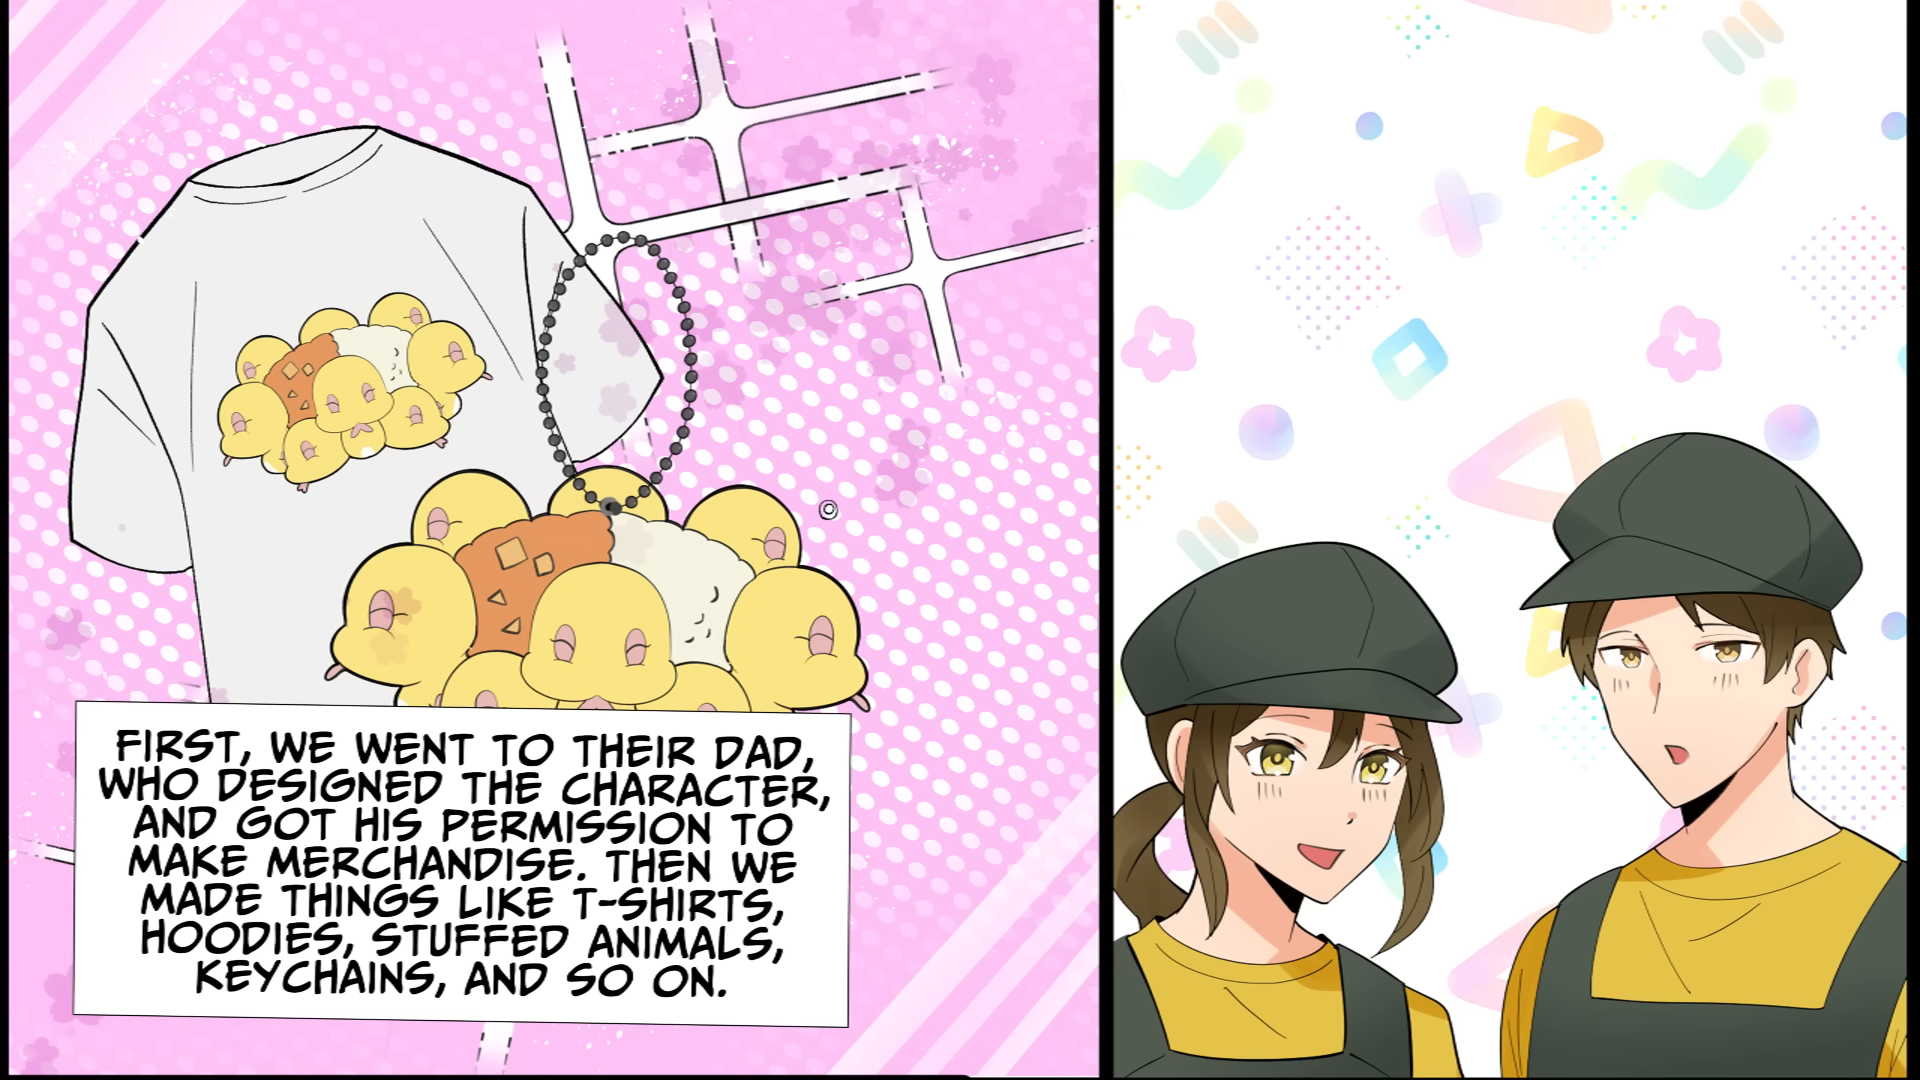 FIRST, WE WENT TO THEIR DAD,
WHO DESIGNED THE CHARACTER,
AND GOT HIS PERMISSION TO
MAKE MERCHANDISE. THEN WE
MADE THINGS LIKE T-SHIRTS,
HOODIES, STUFFED ANIMALS,
KEYCHAINS, AND SO ON.